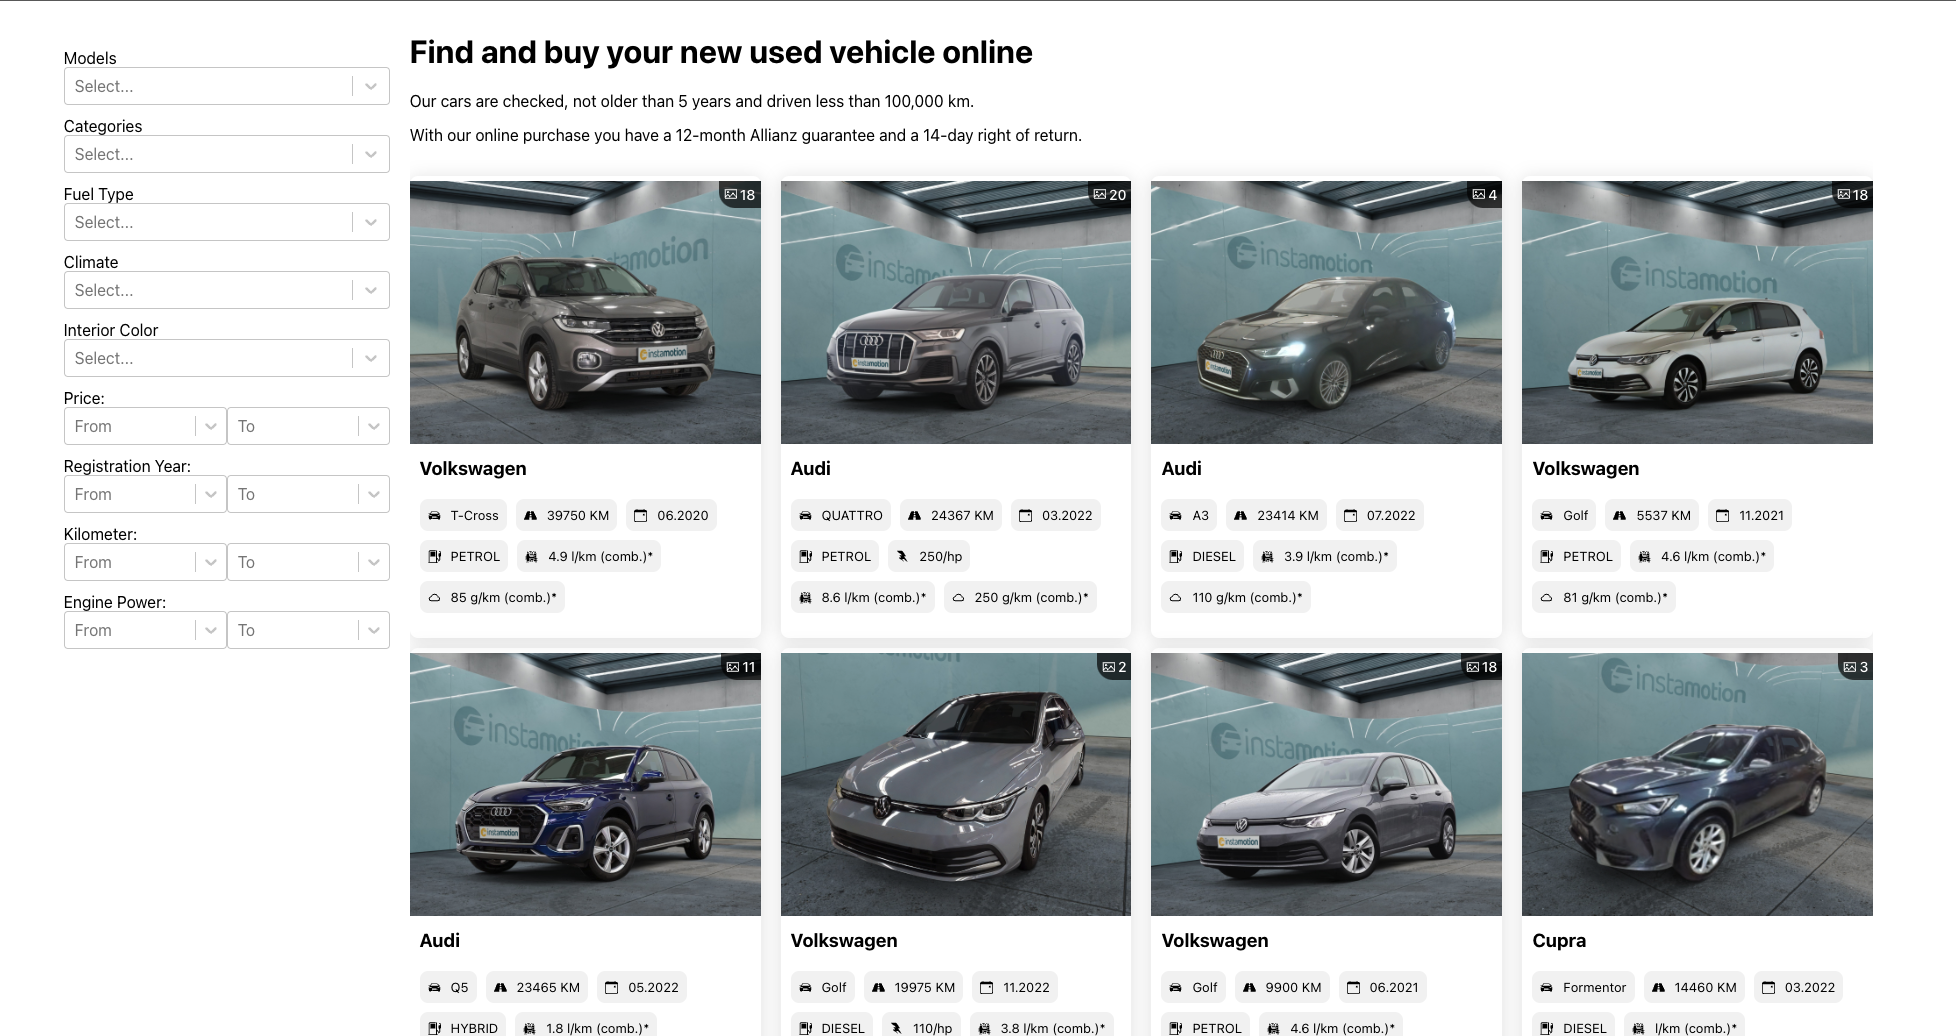 Find and buy your new used vehicle online
Our cars are checked, not older than 5 years and driven less than 100,000 km.
With our online purchase you have a 12-month Allianz guarantee and a 14-day right of return.
Models
Select...
Categories
Select...
Fuel Type
Select...
Climate
Select...
Interior Color
Select...
Price:
From To
Registration Year:
From To
Kilometer:
From To
Engine Power:
From To
18
instamotion
instamotion
Volkswagen
T-Cross 39750 KM 06.2020
PETROL 4.9 l/km (comb.)*
85 g/km (comb.)*
20
instamotion
instamotion
Audi
QUATTRO 24367 KM 03.2022
PETROL 250/hp
8.6 l/km (comb.)* 250 g/km (comb.)*
4
instamotion
instamotion
Audi
A3 23414 KM 07.2022
DIESEL 3.9 l/km (comb.)*
110 g/km (comb.)*
18
instamotion
instamotion
Volkswagen
Golf 5537 KM 11.2021
PETROL 4.6 l/km (comb.)*
81 g/km (comb.)*
11
instamotion
instamotion
Audi
Q5 23465 KM 05.2022
HYBRID 1.8 l/km (comb.)*
2
Volkswagen
Golf 19975 KM 11.2022
DIESEL 110/hp 3.8 l/km (comb.)*
18
instamotion
instamotion
Volkswagen
Golf 9900 KM 06.2021
PETROL 4.6 l/km (comb.)*
3
instamotion
Cupra
Formentor 14460 KM 03.2022
DIESEL l/km (comb.)*